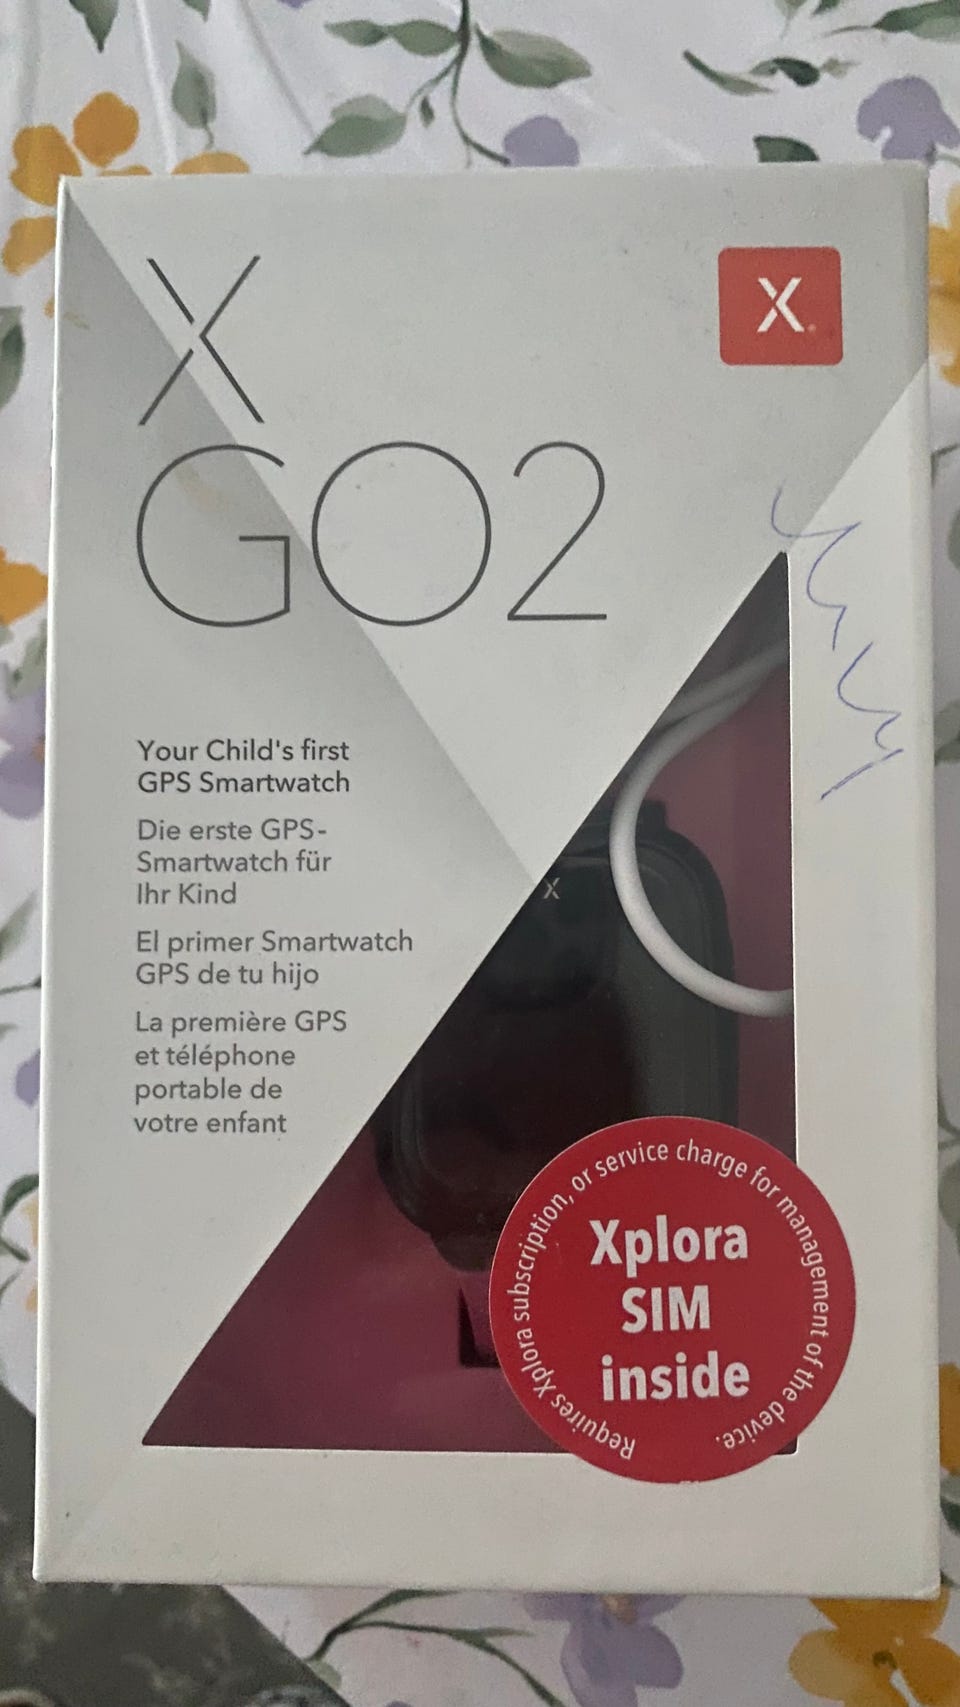 X
X
GO2
Your Child's first
GPS Smartwatch
Die erste GPS-
Smartwatch für
Ihr Kind
El primer Smartwatch
GPS de tu hijo
La première GPS
et téléphone
portable de
votre enfant
X
Requires Xplora subscription, or service charge for management of the device.
Xplora
SIM
inside